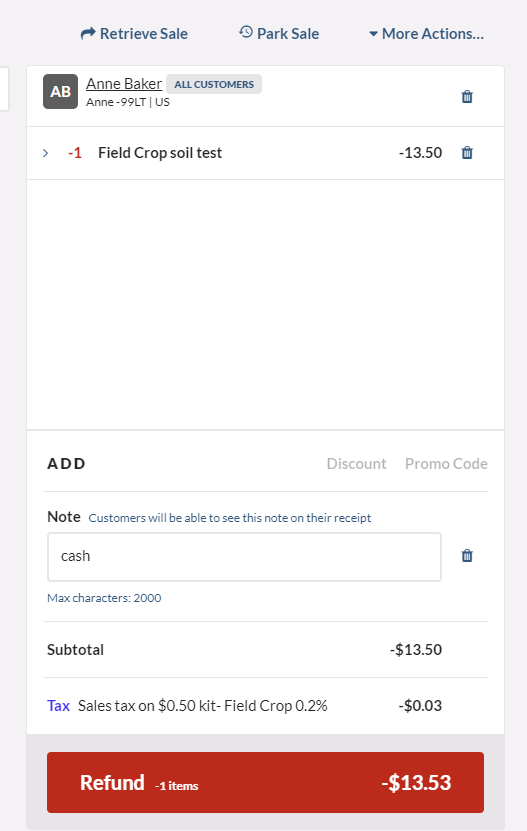 Retrieve Sale Park Sale More Actions...
AB Anne Baker ALL CUSTOMERS
Anne -99LT | US
-1 Field Crop soil test -13.50
ADD Discount Promo Code
Note Customers will be able to see this note on their receipt
cash
Max characters: 2000
Subtotal -$13.50
Tax Sales tax on $0.50 kit- Field Crop 0.2% -$0.03
Refund -1 items -$13.53